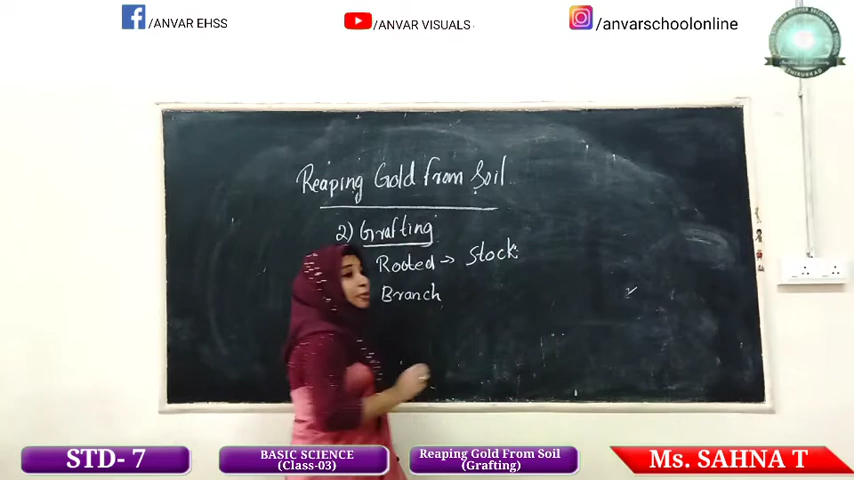 /ANVAR EHSS
/ANVAR VISUALS
/anvarschoolonline
THIRUKKAD
Reaping Gold From Soil
2) Grafting
Rooted → Stock
Branch
STD- 7
BASIC SCIENCE
(Class-03)
Reaping Gold From Soil
(Grafting)
Ms. SAHNA T